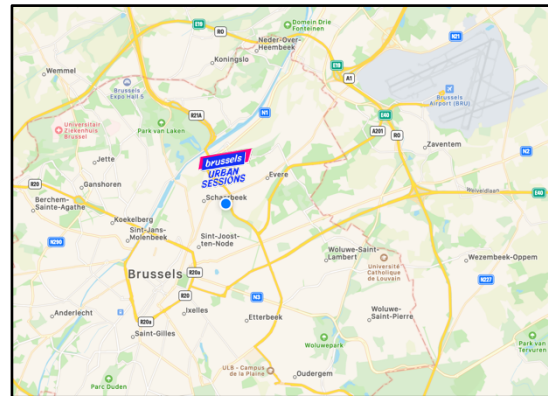 E19
Domein Drie
Fonteinen
R0
Neder-Over-
Heembeek
N21
Koningslo
E19
Wemmel
A1
Brussels
Expo Hall 5
Brussels
Airport (BRU)
R21A
N1
E40
Universitair
Ziekenhuis
Brussel
Park van Laken
A201
R0
Zaventem
Jette
N2
brussels
URBAN
SESSIONS
Evere
R20
Ganshoren
E40
Berchem-
Sainte-Agathe
Schaerbeek
Koekelberg
Sint-Jans-
Molenbeek
Sint-Joost-
ten-Node
N290
Woluwe-Saint-
Lambert
Université
Catholique
de Louvain
Wezembeek-Oppem
Brussels
R20a
N227
R20
N3
Anderlecht
Ixelles
R20a
Etterbeek
Woluwe-
Saint-Pierre
Saint-Gilles
Woluwepark
Park van
Tervuren
ULB - Campus
de la Plaine
Parc Duden
Oudergem